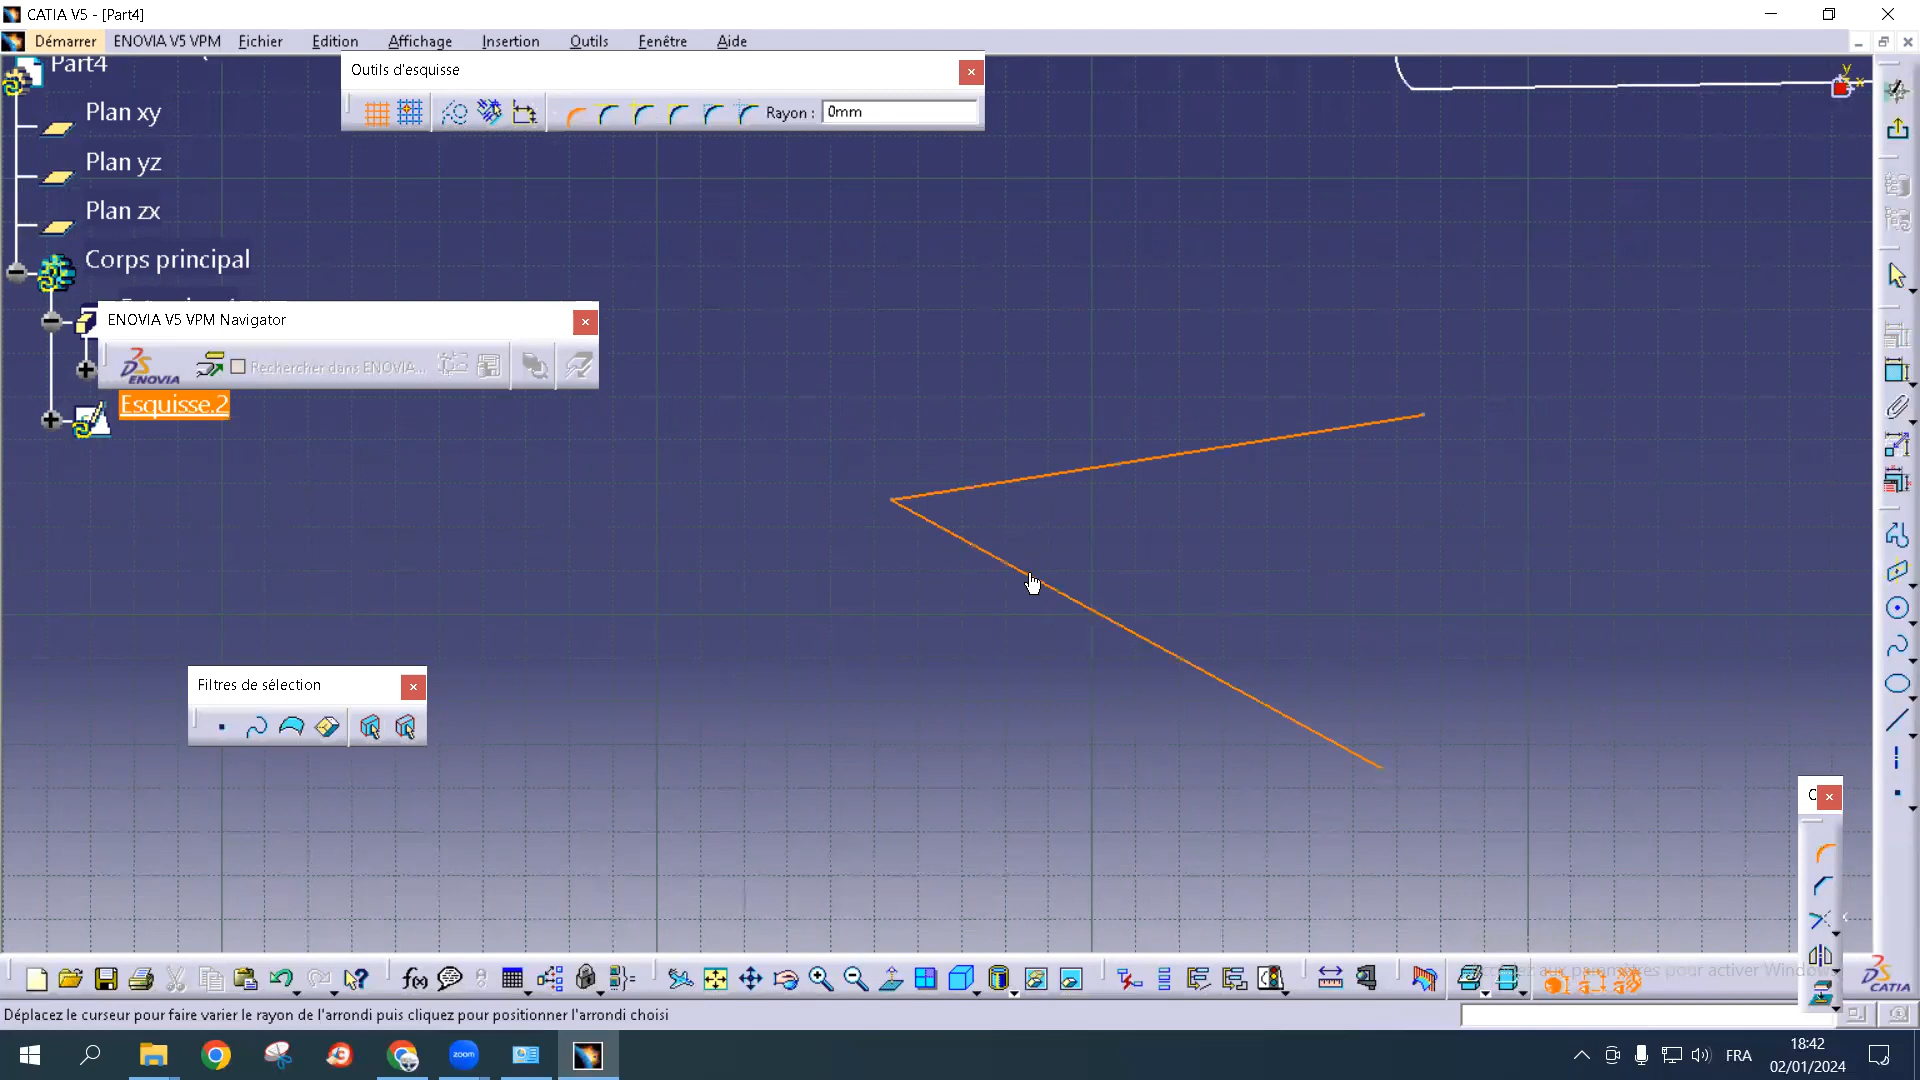 CATIA V5 - [Part4]
Démarrer ENOVIA V5 VPM Fichier Edition Affichage Insertion Outils Fenêtre Aide
Part4
Outils d'esquisse
Rayon : 0mm
Plan xy
Plan yz
Plan zx
Corps principal
ENOVIA V5 VPM Navigator
ENOVIA
Rechercher dans ENOVIA...
Esquisse.2
Filtres de sélection
y
x
C
f(x)
CATIA
Déplacez le curseur pour faire varier le rayon de l'arrondi puis cliquez pour positionner l'arrondi choisi
zoom
FRA
18:42
02/01/2024